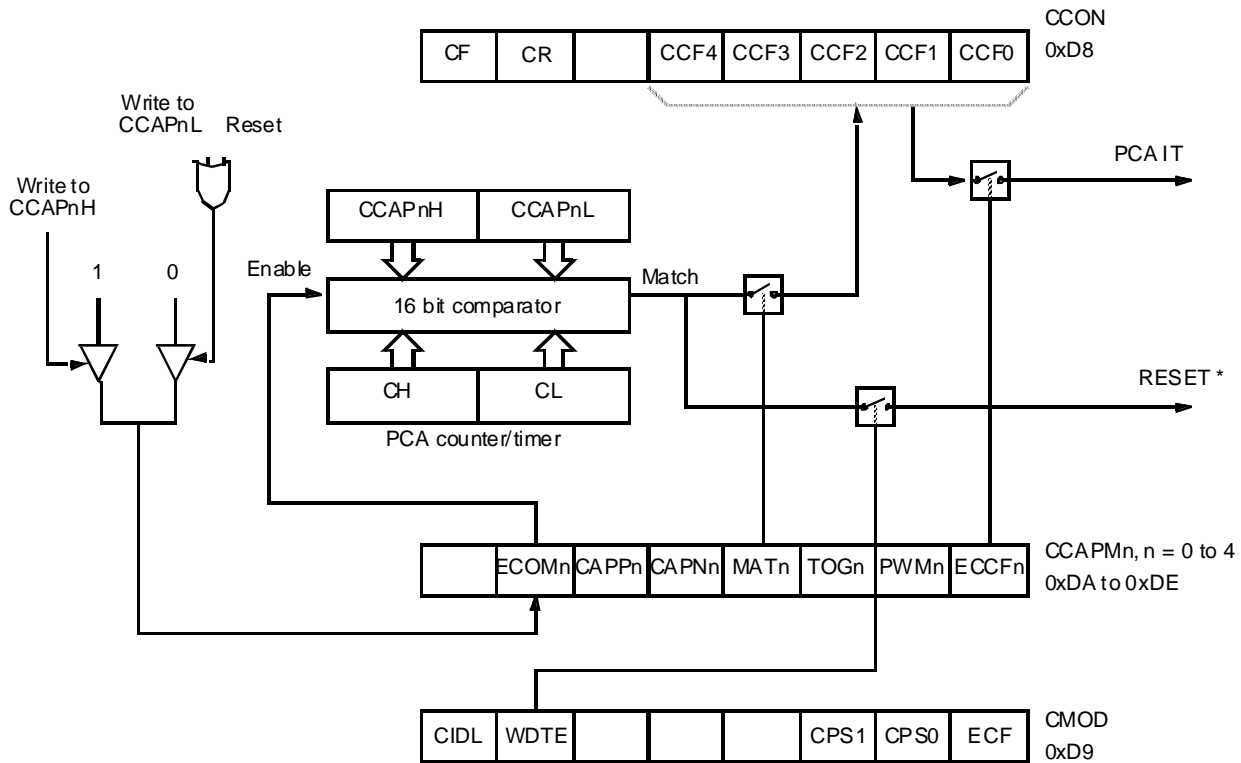 CCON
0xD8
CF CR CCF4 CCF3 CCF2 CCF1 CCF0
Write to
CCAPnL Reset
Write to
CCAPnH
1 0
PCA IT
CCAPnH CCAPnL
Enable
16 bit comparator
Match
CH CL
PCA counter/timer
RESET *
ECOMn CAPPn CAPNn MATn TOGn PWMn ECCFn
CCAPMn, n = 0 to 4
0xDA to 0xDE
CIDL WDTE CPS1 CPS0 ECF
CMOD
0xD9